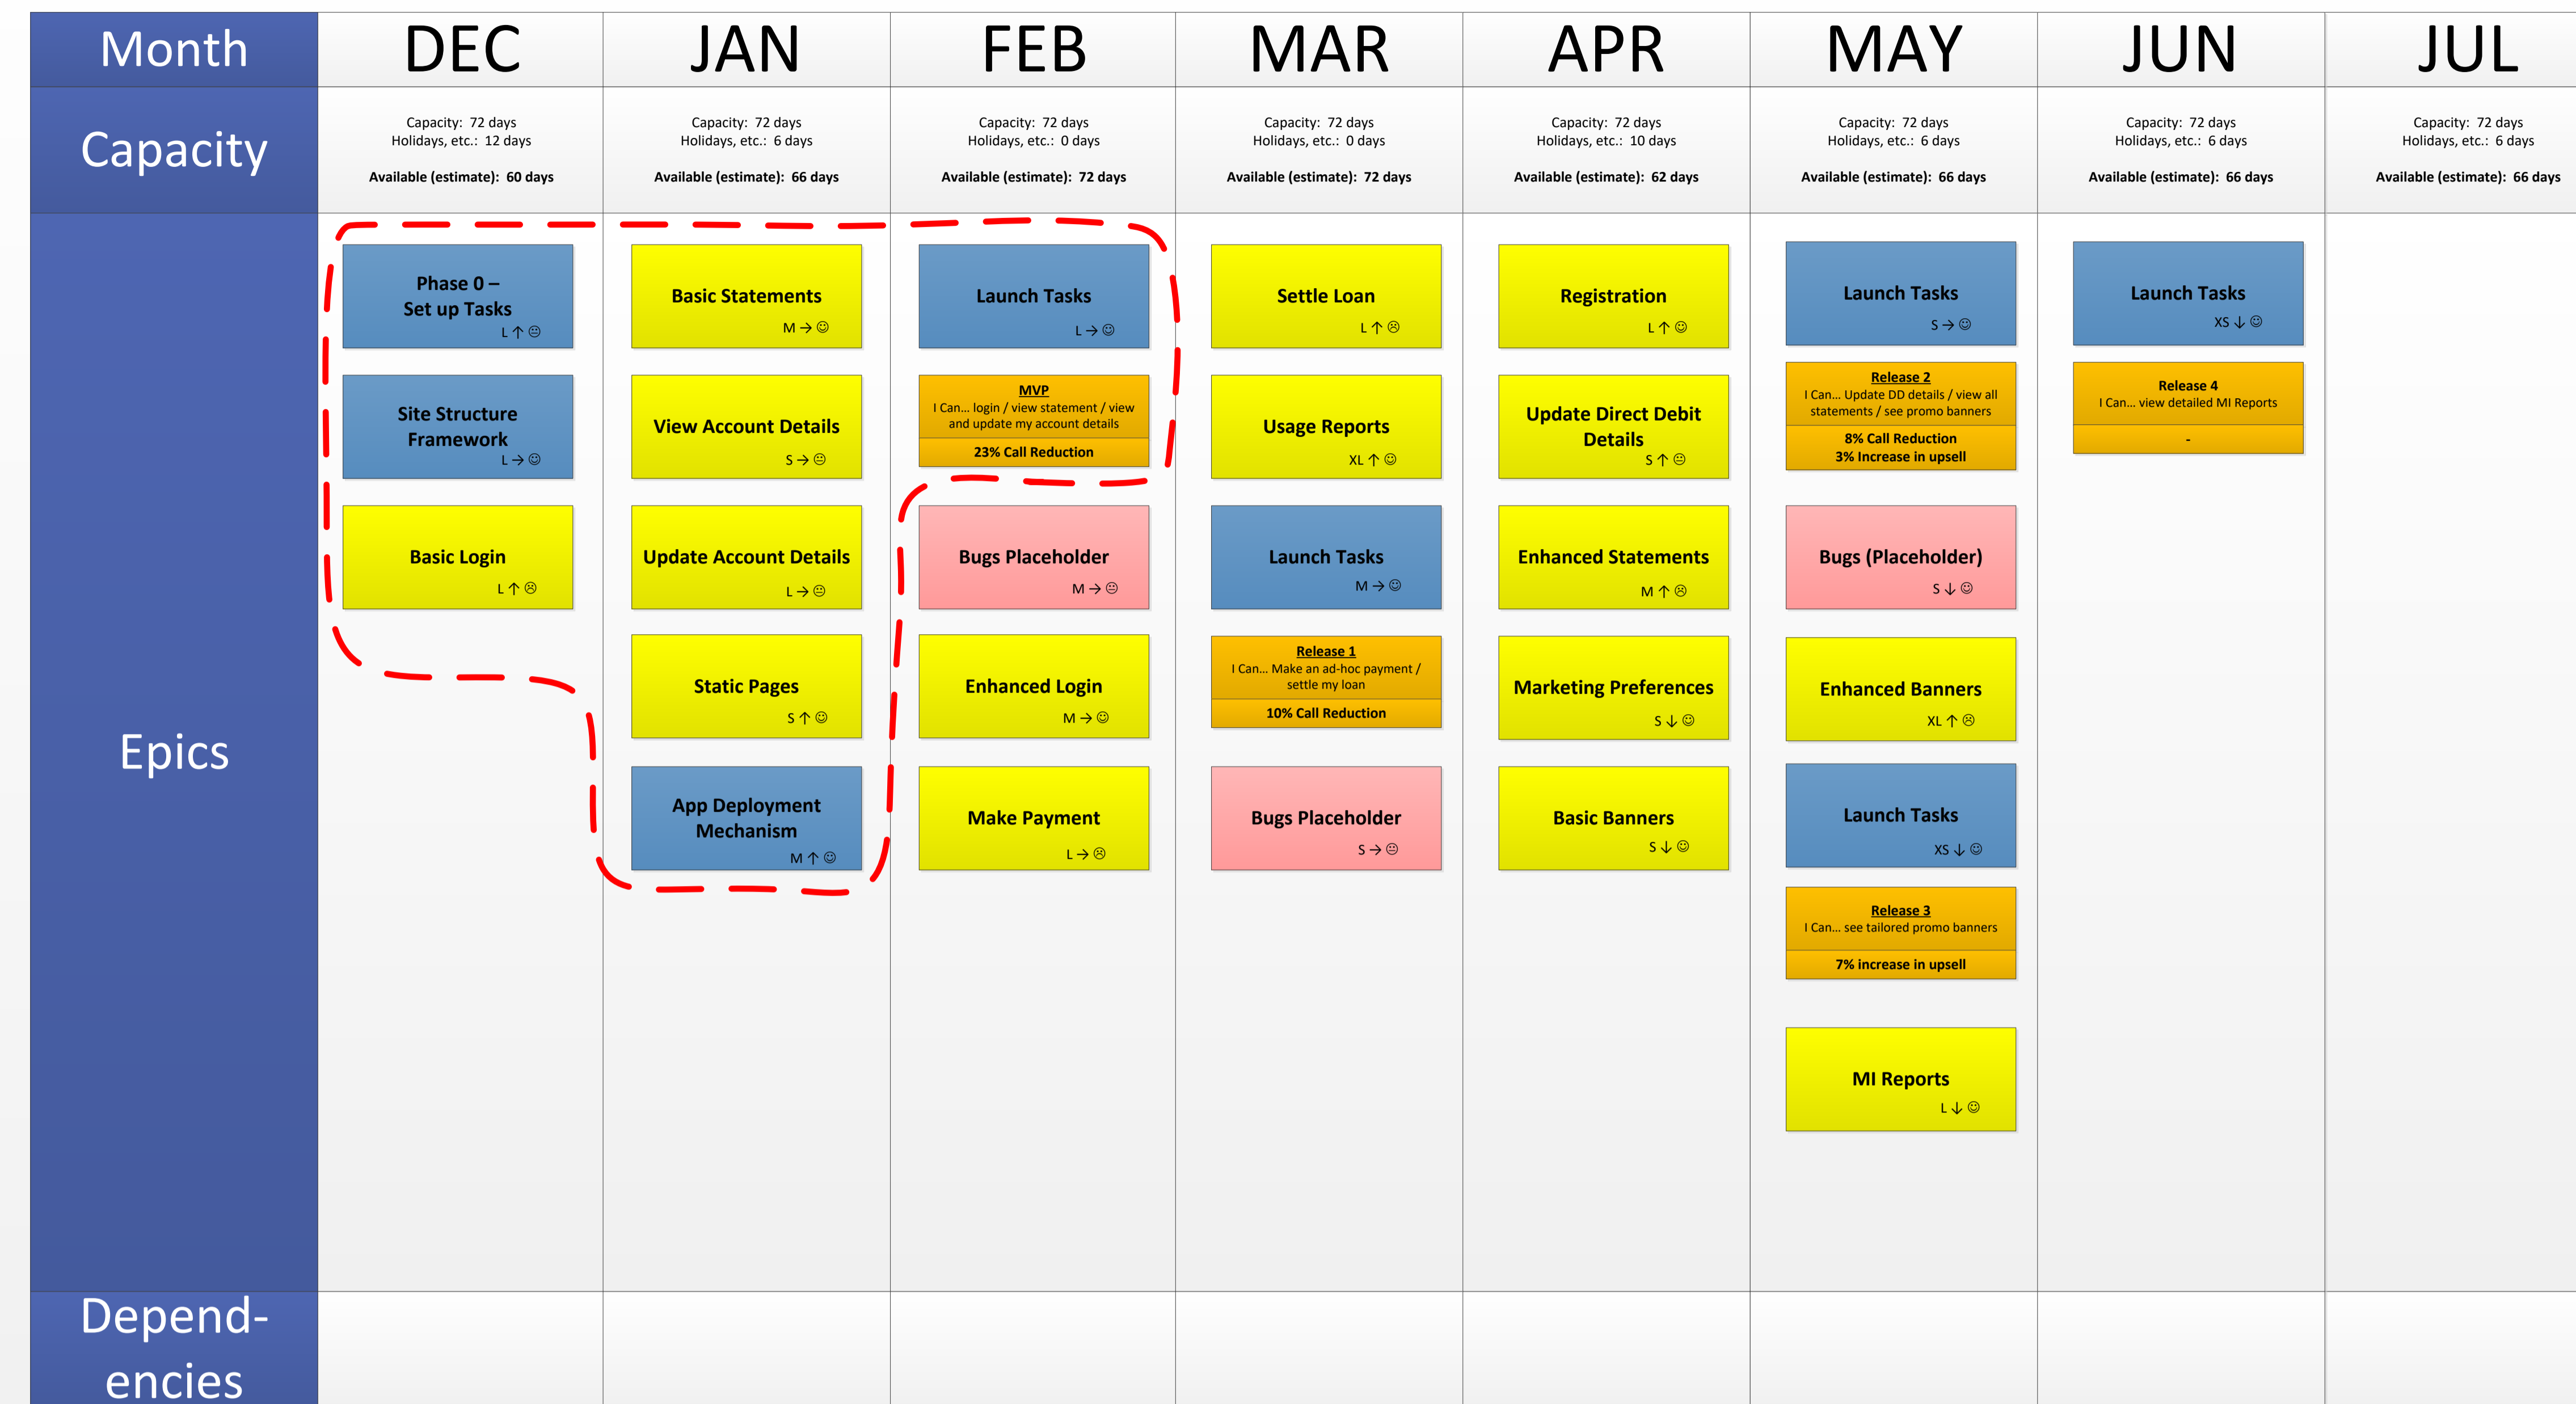 Month
DEC
JAN
FEB
MAR
APR
MAY
JUN
JUL
Capacity
Capacity: 72 days
Holidays, etc.: 12 days
Available (estimate): 60 days
Capacity: 72 days
Holidays, etc.: 6 days
Available (estimate): 66 days
Capacity: 72 days
Holidays, etc.: 0 days
Available (estimate): 72 days
Capacity: 72 days
Holidays, etc.: 0 days
Available (estimate): 72 days
Capacity: 72 days
Holidays, etc.: 10 days
Available (estimate): 62 days
Capacity: 72 days
Holidays, etc.: 6 days
Available (estimate): 66 days
Capacity: 72 days
Holidays, etc.: 6 days
Available (estimate): 66 days
Capacity: 72 days
Holidays, etc.: 6 days
Available (estimate): 66 days
Epics
Phase 0 –
Set up Tasks
L ↑ 😐
Site Structure
Framework
L → ☺
Basic Login
L ↑ ☹
Basic Statements
M → ☺
View Account Details
S → 😐
Update Account Details
L → 😐
Static Pages
S ↑ ☺
App Deployment
Mechanism
M ↑ ☺
Launch Tasks
L → ☺
MVP
I Can... login / view statement / view
and update my account details
23% Call Reduction
Bugs Placeholder
M → 😐
Enhanced Login
M → ☺
Make Payment
L → ☹
Settle Loan
L ↑ ☹
Usage Reports
XL ↑ ☺
Launch Tasks
M → ☺
Release 1
I Can... Make an ad-hoc payment /
settle my loan
10% Call Reduction
Bugs Placeholder
S → 😐
Registration
L ↑ ☺
Update Direct Debit
Details
S ↑ 😐
Enhanced Statements
M ↑ ☹
Marketing Preferences
S ↓ ☺
Basic Banners
S ↓ ☺
Launch Tasks
S → ☺
Release 2
I Can... Update DD details / view all
statements / see promo banners
8% Call Reduction
3% Increase in upsell
Bugs (Placeholder)
S ↓ ☺
Enhanced Banners
XL ↑ ☹
Launch Tasks
XS ↓ ☺
Release 3
I Can... see tailored promo banners
7% increase in upsell
MI Reports
L ↓ ☺
Launch Tasks
XS ↓ ☺
Release 4
I Can... view detailed MI Reports
-
Depend-
encies